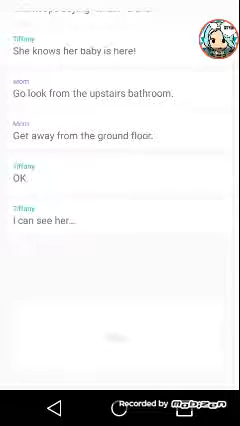 Tiffany
She knows her baby is here!
Mom
Go look from the upstairs bathroom.
Mom
Get away from the ground floor.
Tiffany
OK
Tiffany
I can see her...
Recorded by Mobizen